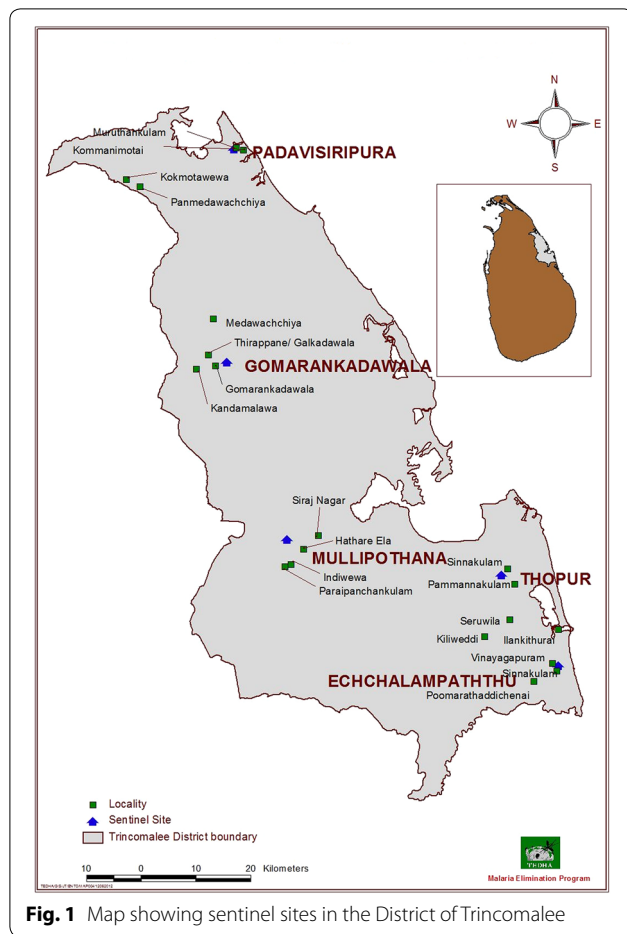 N
W E
S
Muruthankulam
Kommanimotai
PADAVISIRIPURA
Kokmotawewa
Panmedawachchiya
Medawachchiya
Thirappane/ Galkadawala
GOMARANKADAWALA
Gomarankadawala
Kandamalawa
Siraj Nagar
Hathare Ela
MULLIPOTHANA
Indiwewa
Paraipanchankulam
Sinnakulam
THOPUR
Pammannakulam
Seruwila
Kiliweddi
Ilankithurai
Vinayagapuram
Sinnakulam
ECHCHALAMPATHTHU
Poomarathaddichenai
Locality
Sentinel Site
Trincomalee District boundary
10 0 10 20 Kilometers
TEDHA
Malaria Elimination Program
Fig. 1 Map showing sentinel sites in the District of Trincomalee